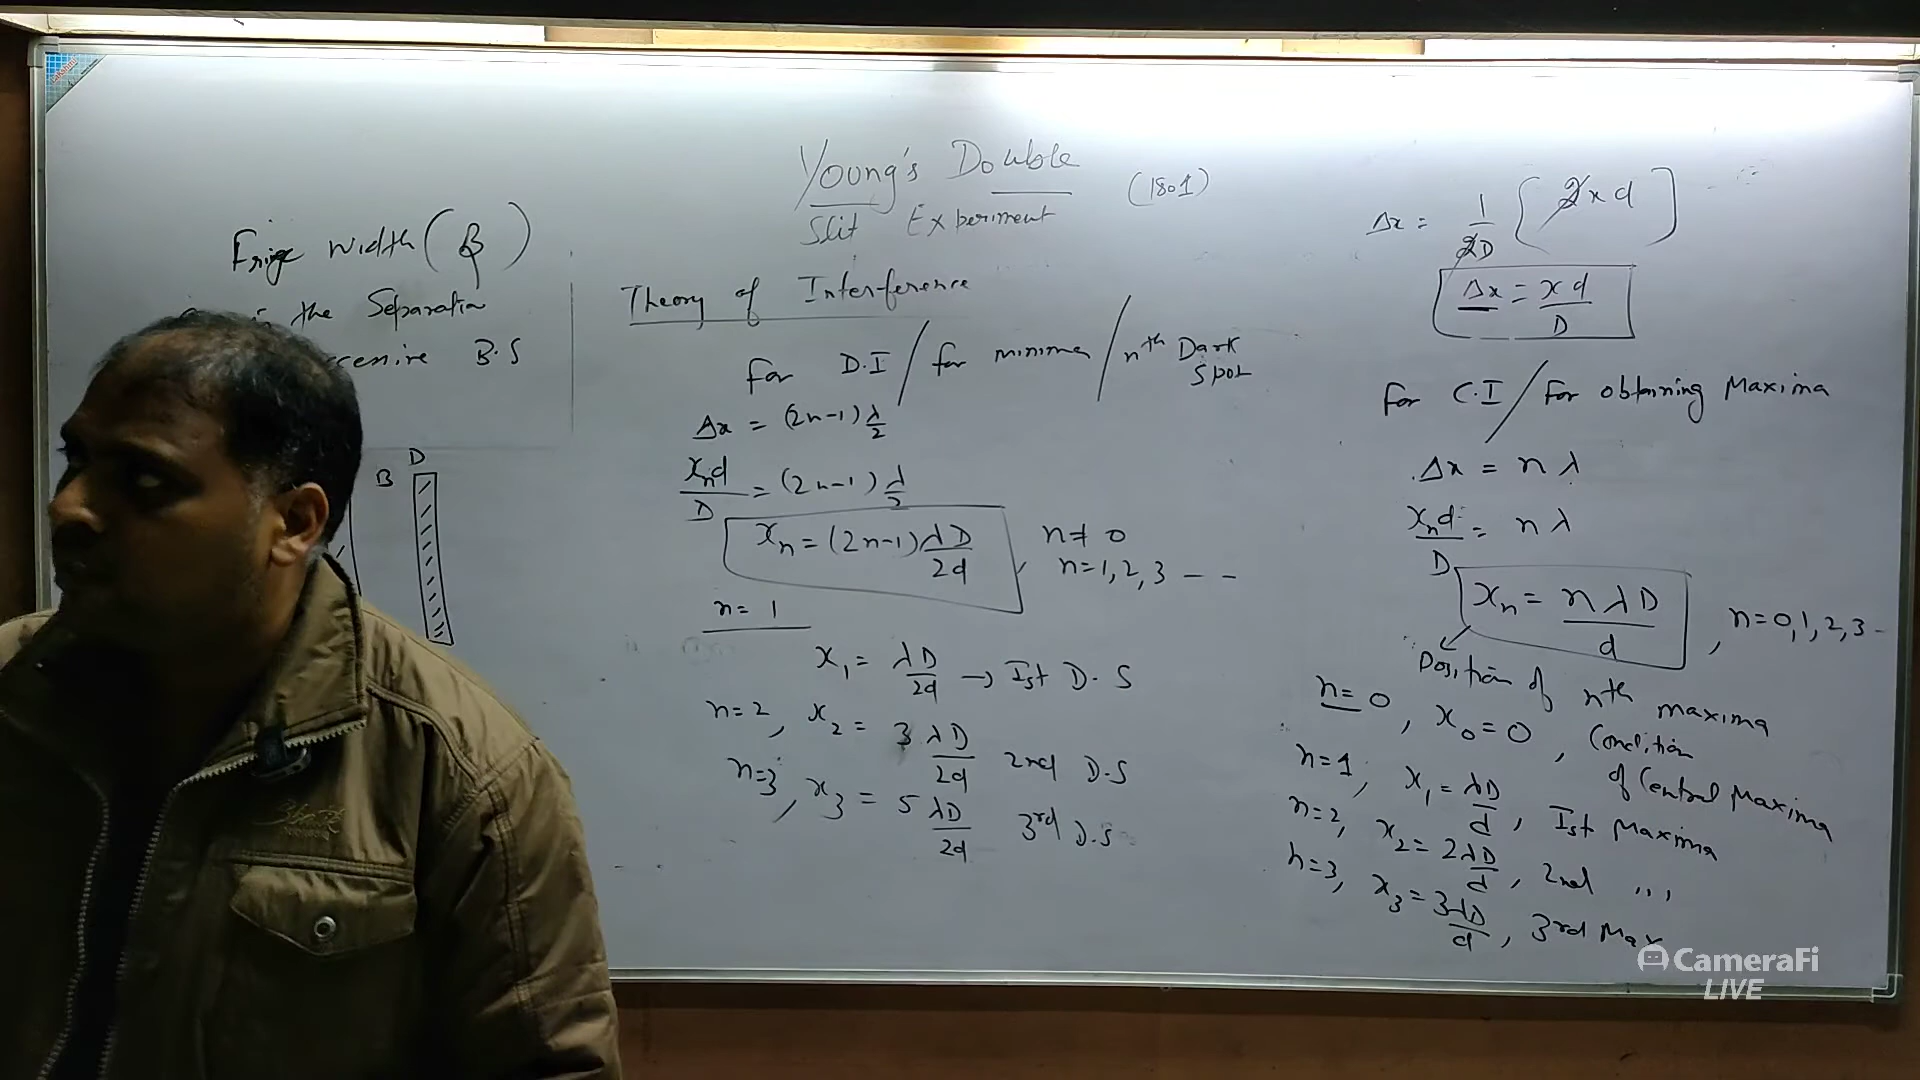 Young's Double
Slit Experiment (1801)
Fringe Width (β)
is the Separation
B.S
B D
Theory of Interference
For D.I / for minima / nth Dark
Spot
Δx = (2n-1) λ/2
xₙd/D = (2n-1) λ/2
xₙ = (2n-1) λD/2d , n ≠ 0
n = 1, 2, 3 - -
n = 1
x₁ = λD/2d → Ist D.S
n=2, x₂ = 3 λD/2d 2nd D.S
n=3, x₃ = 5 λD/2d 3rd D.S
Δx = 1/2D [2xd]
Δx = xd/D
For C.I / For obtaining Maxima
Δx = nλ
xₙd/D = nλ
xₙ = nλD/d , n=0,1,2,3-
Position of nth maxima
n=0, x₀=0, Condition
of Central Maxima
n=1, x₁ = λD/d, Ist Maxima
n=2, x₂ = 2λD/d, 2nd ,,,
n=3, x₃ = 3λD/d, 3rd Max
CameraFi
LIVE